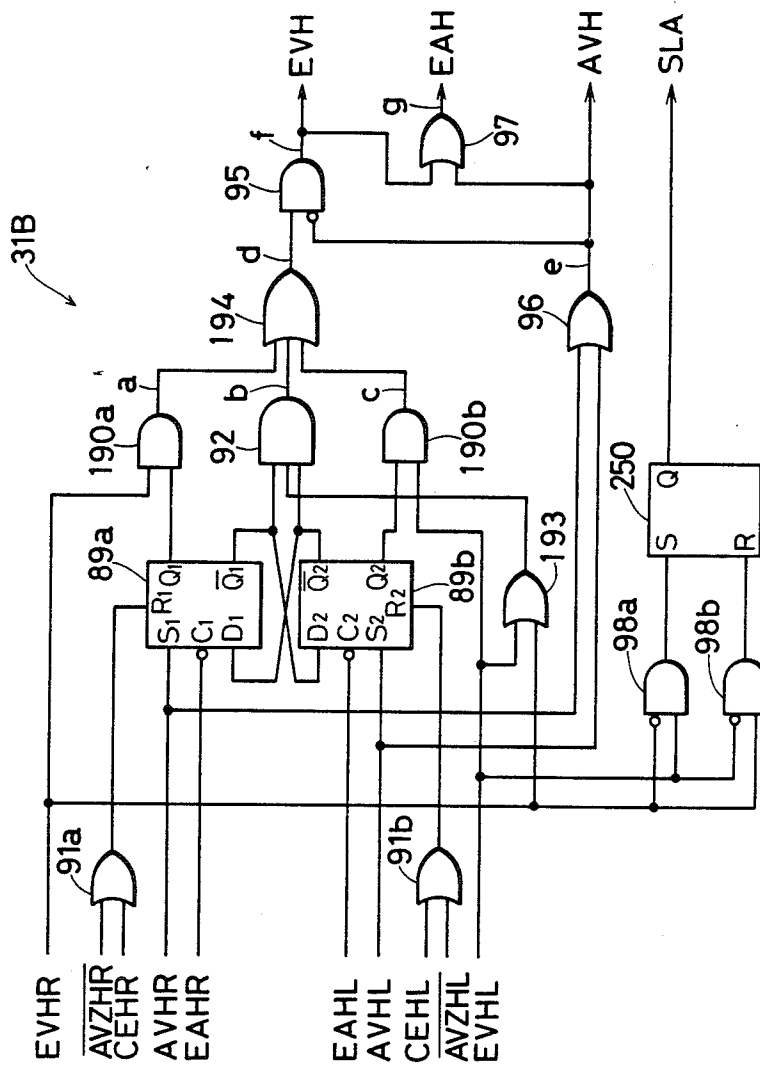 31B
EVHR
AVZHR
CEHR
AVHR
EAHR
EAHL
AVHL
CEHL
AVZHL
EVHL
91a
91b
89a
R1
S1
Q1
C1
D1
Q̅1
D2
Q̅2
C2
S2
Q2
R2
89b
190a
a
92
b
190b
c
194
d
95
f
EVH
g
EAH
97
e
96
AVH
193
98a
98b
250
S
Q
R
SLA